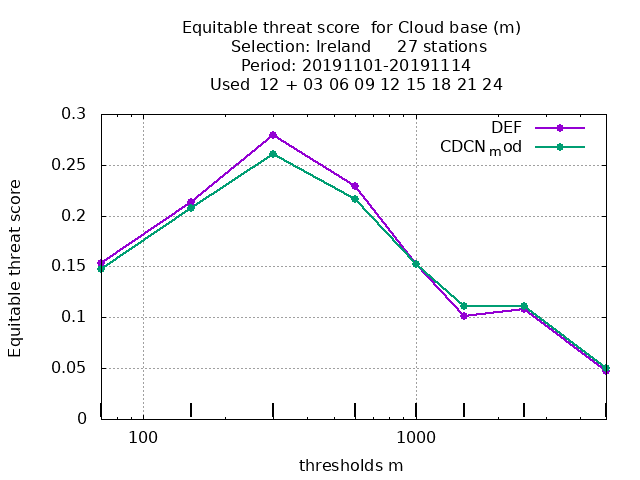 Equitable threat score  for Cloud base (m)
Selection: Ireland     27 stations
Period: 20191101-20191114
Used  12 + 03 06 09 12 15 18 21 24
DEF
CDCNmod
Equitable threat score
0.3
0.25
0.2
0.15
0.1
0.05
0
100 1000
thresholds m